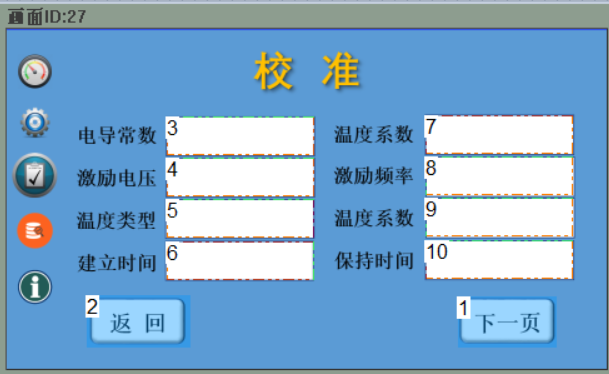 画面ID:27
校 准
电导常数 3 温度系数 7
激励电压 4 激励频率 8
温度类型 5 温度系数 9
建立时间 6 保持时间 10
2 返 回 1 下一页